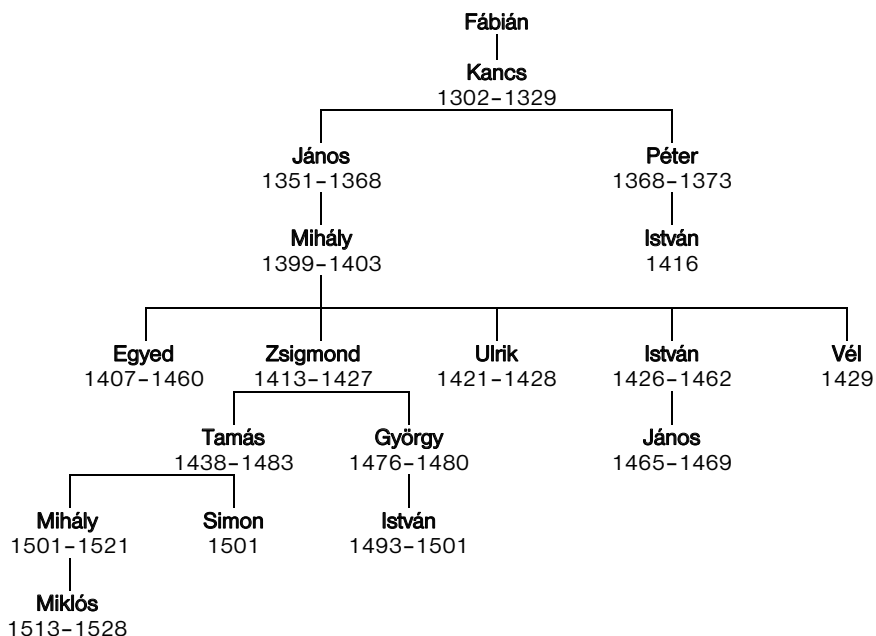 Fábián
Kancs
1302–1329
János
1351–1368
Péter
1368–1373
Mihály
1399–1403
István
1416
Egyed
1407–1460
Zsigmond
1413–1427
Ulrik
1421–1428
István
1426–1462
Vél
1429
Tamás
1438–1483
György
1476–1480
János
1465–1469
Mihály
1501–1521
Simon
1501
István
1493–1501
Miklós
1513–1528